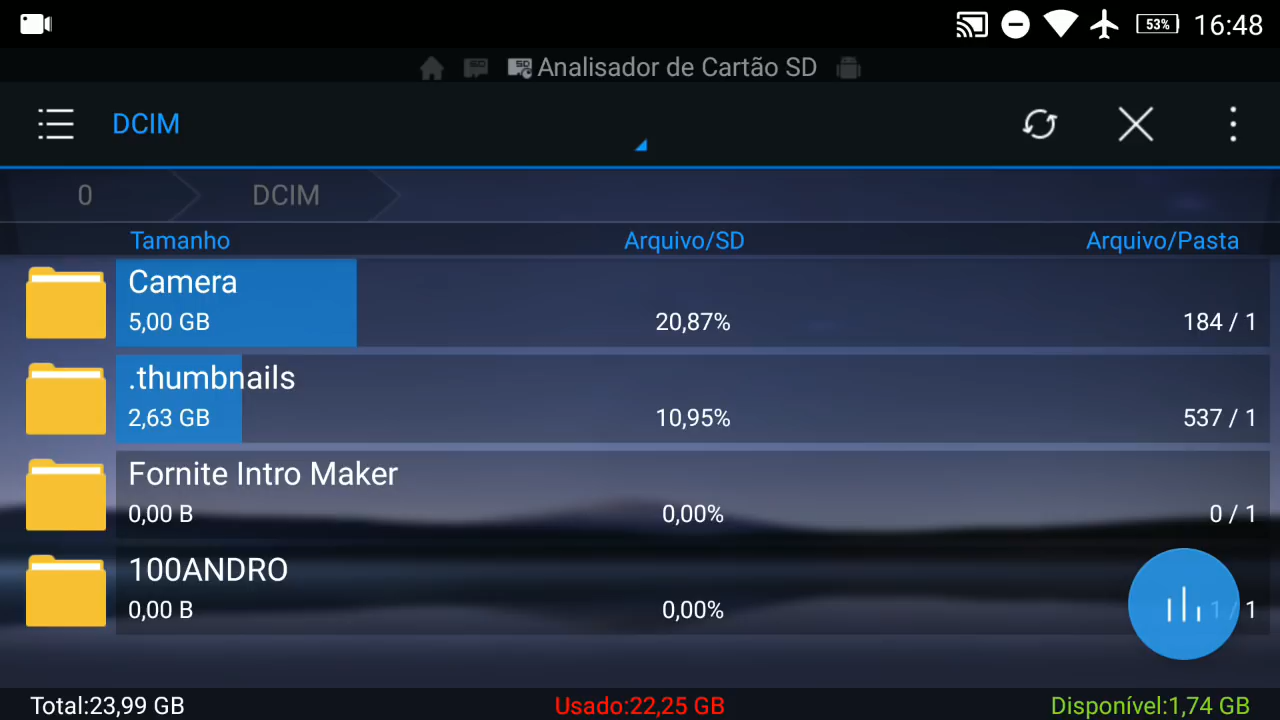 53% 16:48
Analisador de Cartão SD
DCIM
0 DCIM
Tamanho Arquivo/SD Arquivo/Pasta
Camera
5,00 GB 20,87% 184 / 1
.thumbnails
2,63 GB 10,95% 537 / 1
Fornite Intro Maker
0,00 B 0,00% 0 / 1
100ANDRO
0,00 B 0,00% 1 / 1
Total:23,99 GB Usado:22,25 GB Disponível:1,74 GB